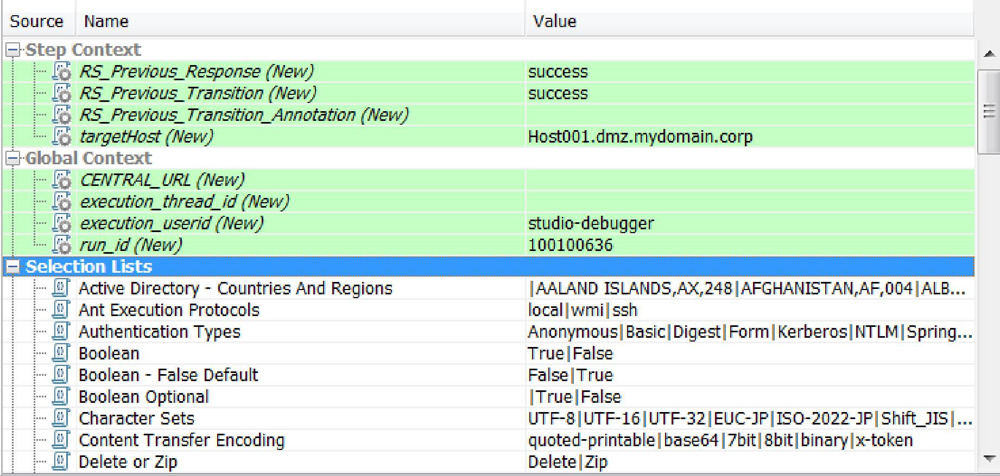 Source Name Value
Step Context
RS_Previous_Response (New) success
RS_Previous_Transition (New) success
RS_Previous_Transition_Annotation (New)
targetHost (New) Host001.dmz.mydomain.corp
Global Context
CENTRAL_URL (New)
execution_thread_id (New)
execution_userid (New) studio-debugger
run_id (New) 100100636
Selection Lists
Active Directory - Countries And Regions |AALAND ISLANDS,AX,248|AFGHANISTAN,AF,004|ALB...
Ant Execution Protocols local|wmi|ssh
Authentication Types Anonymous|Basic|Digest|Form|Kerberos|NTLM|Spring...
Boolean True|False
Boolean - False Default False|True
Boolean Optional |True|False
Character Sets UTF-8|UTF-16|UTF-32|EUC-JP|ISO-2022-JP|Shift_JIS|...
Content Transfer Encoding quoted-printable|base64|7bit|8bit|binary|x-token
Delete or Zip Delete|Zip